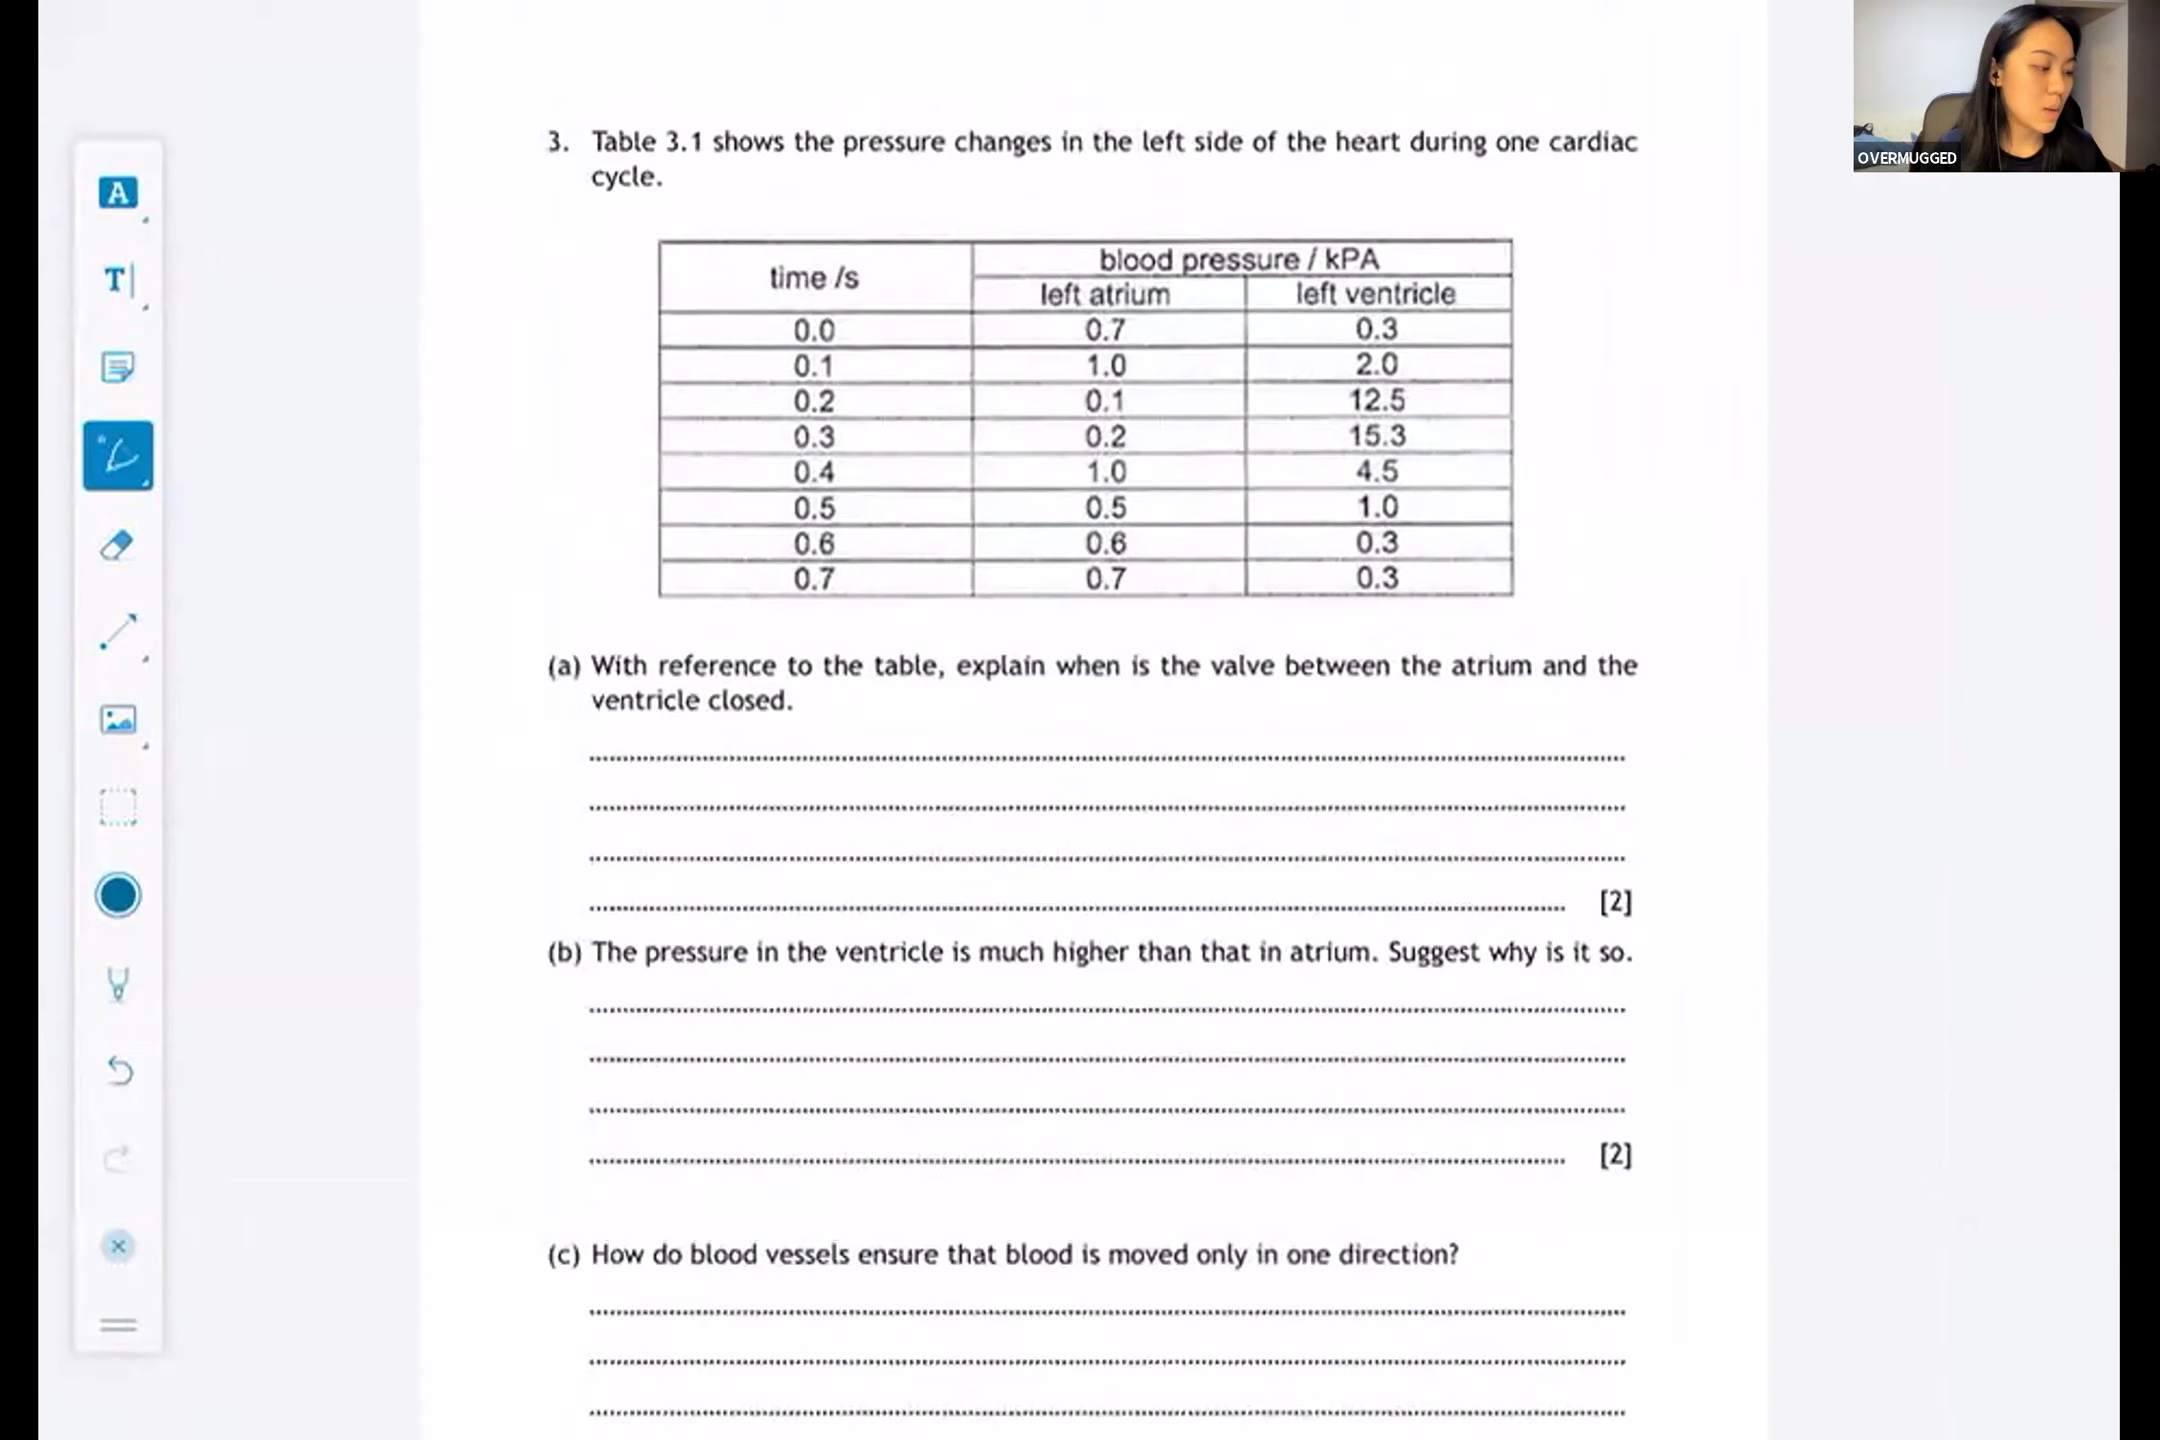 OVERMUGGED
3. Table 3.1 shows the pressure changes in the left side of the heart during one cardiac
cycle.
time /s
blood pressure / kPA
left atrium left ventricle
0.0 0.7 0.3
0.1 1.0 2.0
0.2 0.1 12.5
0.3 0.2 15.3
0.4 1.0 4.5
0.5 0.5 1.0
0.6 0.6 0.3
0.7 0.7 0.3
(a) With reference to the table, explain when is the valve between the atrium and the
ventricle closed.
[2]
(b) The pressure in the ventricle is much higher than that in atrium. Suggest why is it so.
[2]
(c) How do blood vessels ensure that blood is moved only in one direction?
A
T